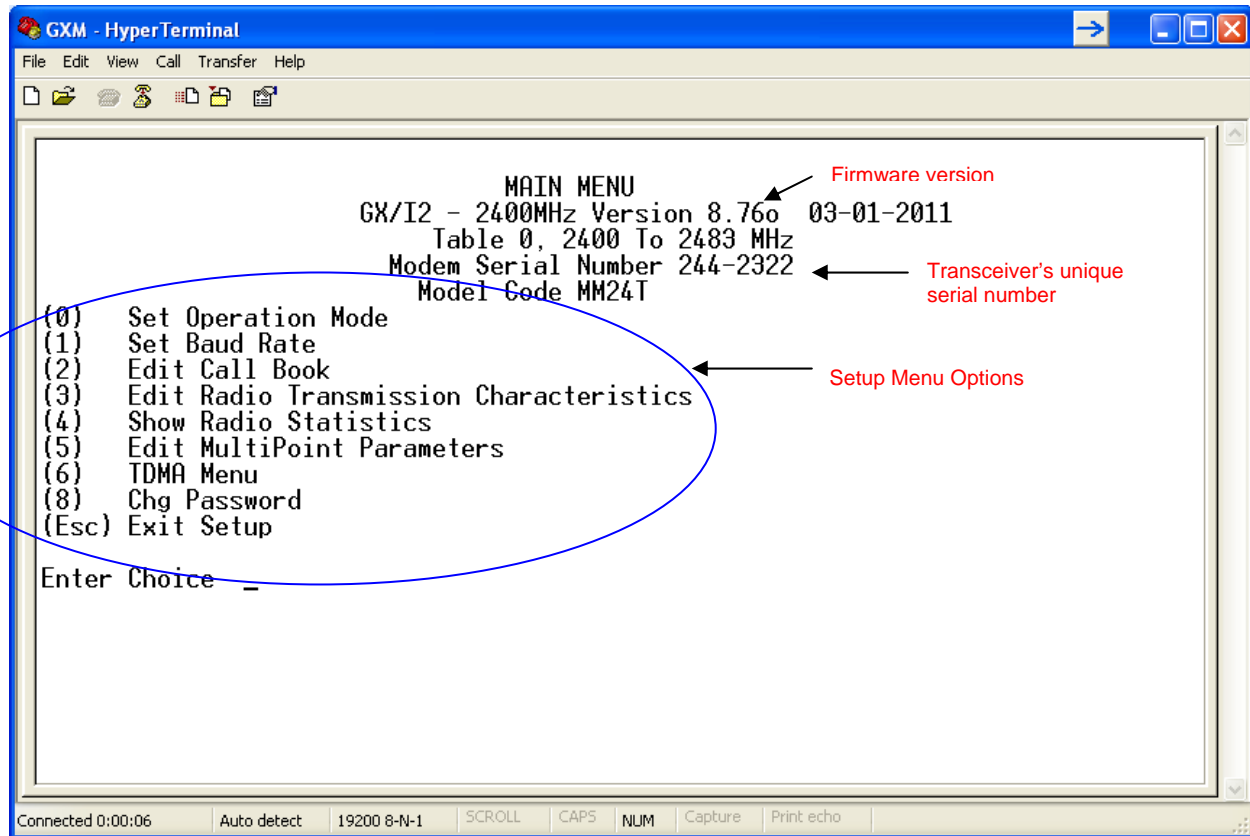 GXM - HyperTerminal
File Edit View Call Transfer Help
MAIN MENU
Firmware version
GX/I2 - 2400MHz Version 8.76o 03-01-2011
Table 0, 2400 To 2483 MHz
Modem Serial Number 244-2322
Transceiver's unique
serial number
Model Code MM24T
(0) Set Operation Mode
(1) Set Baud Rate
(2) Edit Call Book
Setup Menu Options
(3) Edit Radio Transmission Characteristics
(4) Show Radio Statistics
(5) Edit MultiPoint Parameters
(6) TDMA Menu
(8) Chg Password
(Esc) Exit Setup
Enter Choice _
Connected 0:00:06 Auto detect 19200 8-N-1 SCROLL CAPS NUM Capture Print echo